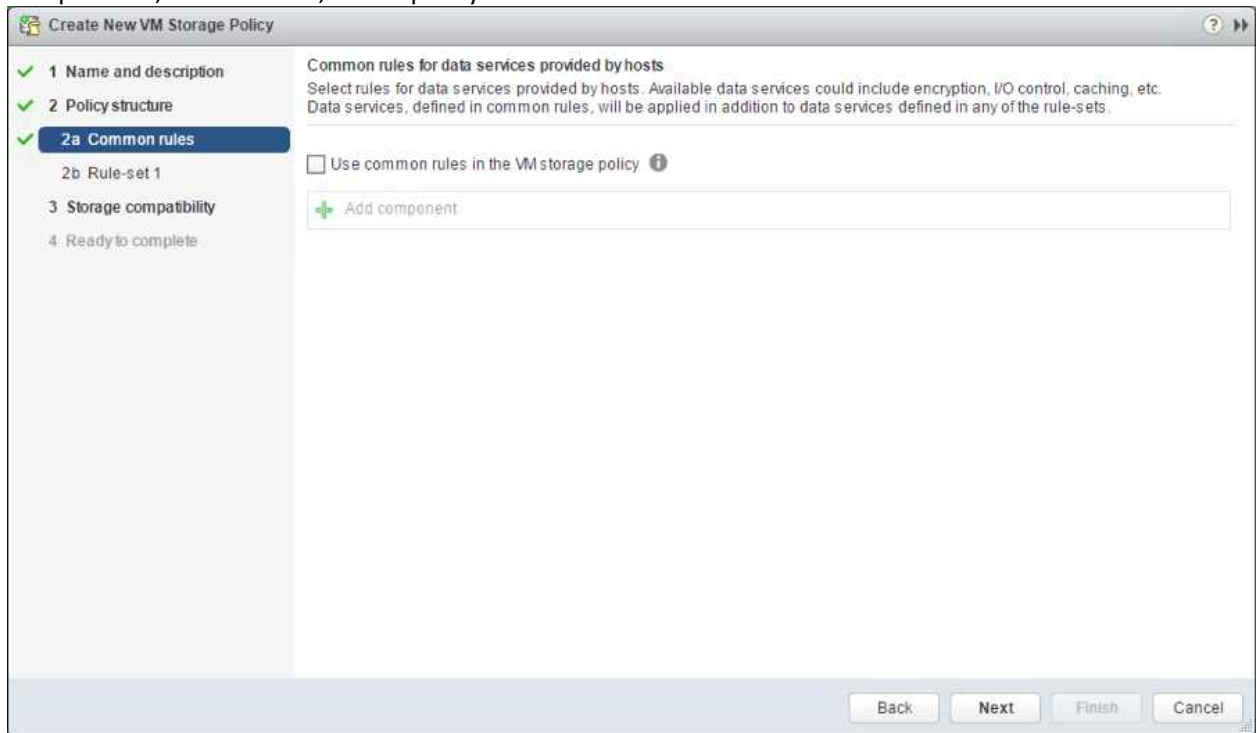 Create New VM Storage Policy
1 Name and description
2 Policy structure
2a Common rules
2b Rule-set 1
3 Storage compatibility
4 Ready to complete
Common rules for data services provided by hosts
Select rules for data services provided by hosts. Available data services could include encryption, I/O control, caching, etc.
Data services, defined in common rules, will be applied in addition to data services defined in any of the rule-sets.
Use common rules in the VM storage policy
Add component
Back Next Finish Cancel